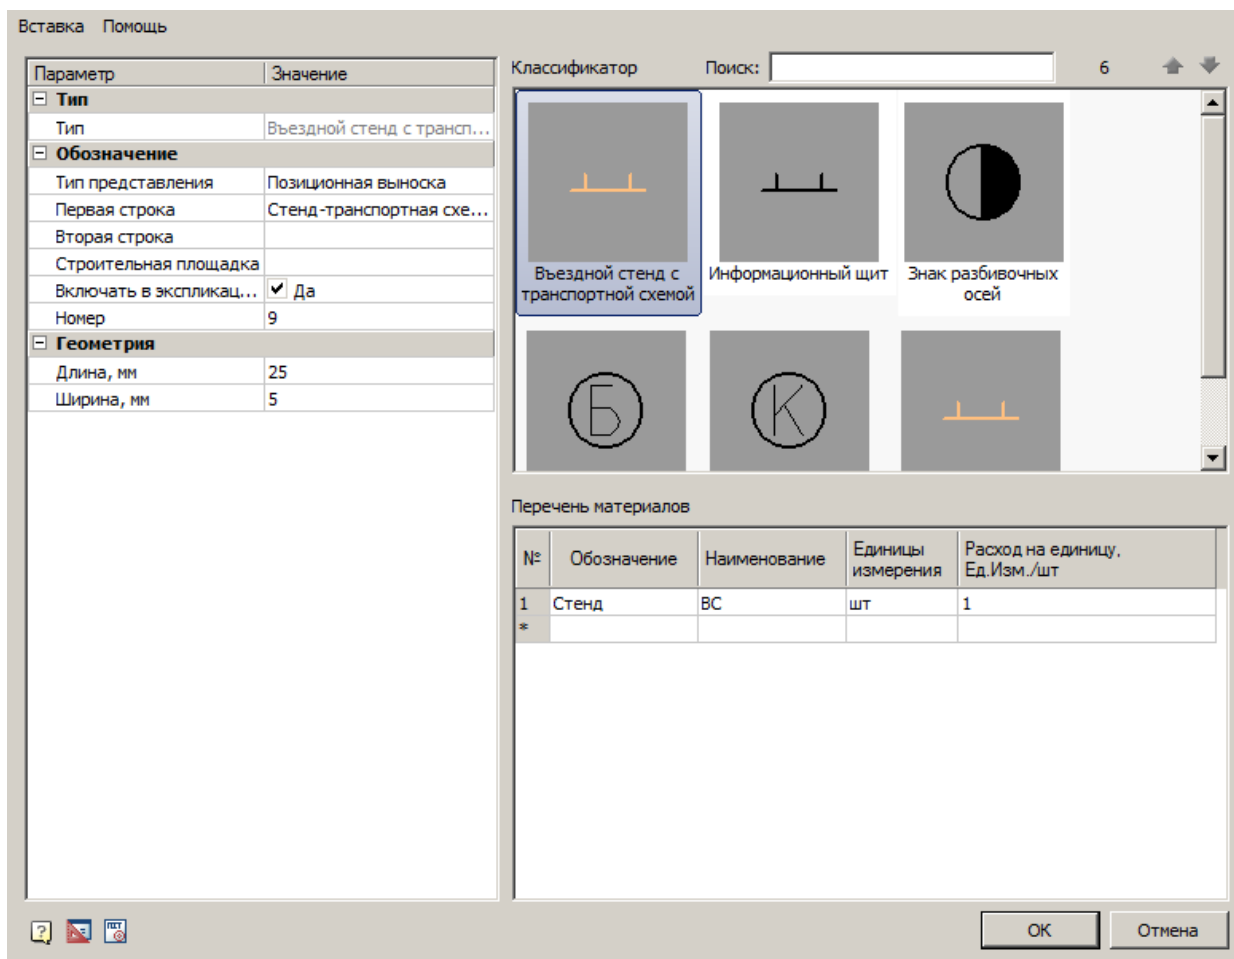 Вставка Помощь
Параметр Значение
Тип
Тип Въездной стенд с трансп...
Обозначение
Тип представления Позиционная выноска
Первая строка Стенд-транспортная схе...
Вторая строка
Строительная площадка
Включать в экспликац... Да
Номер 9
Геометрия
Длина, мм 25
Ширина, мм 5
Классификатор Поиск: 6
Въездной стенд с
транспортной схемой
Информационный щит
Знак разбивочных
осей
Б К
Перечень материалов
№ Обозначение Наименование Единицы
измерения Расход на единицу,
Ед.Изм./шт
1 Стенд ВС шт 1
*
?
ОК Отмена